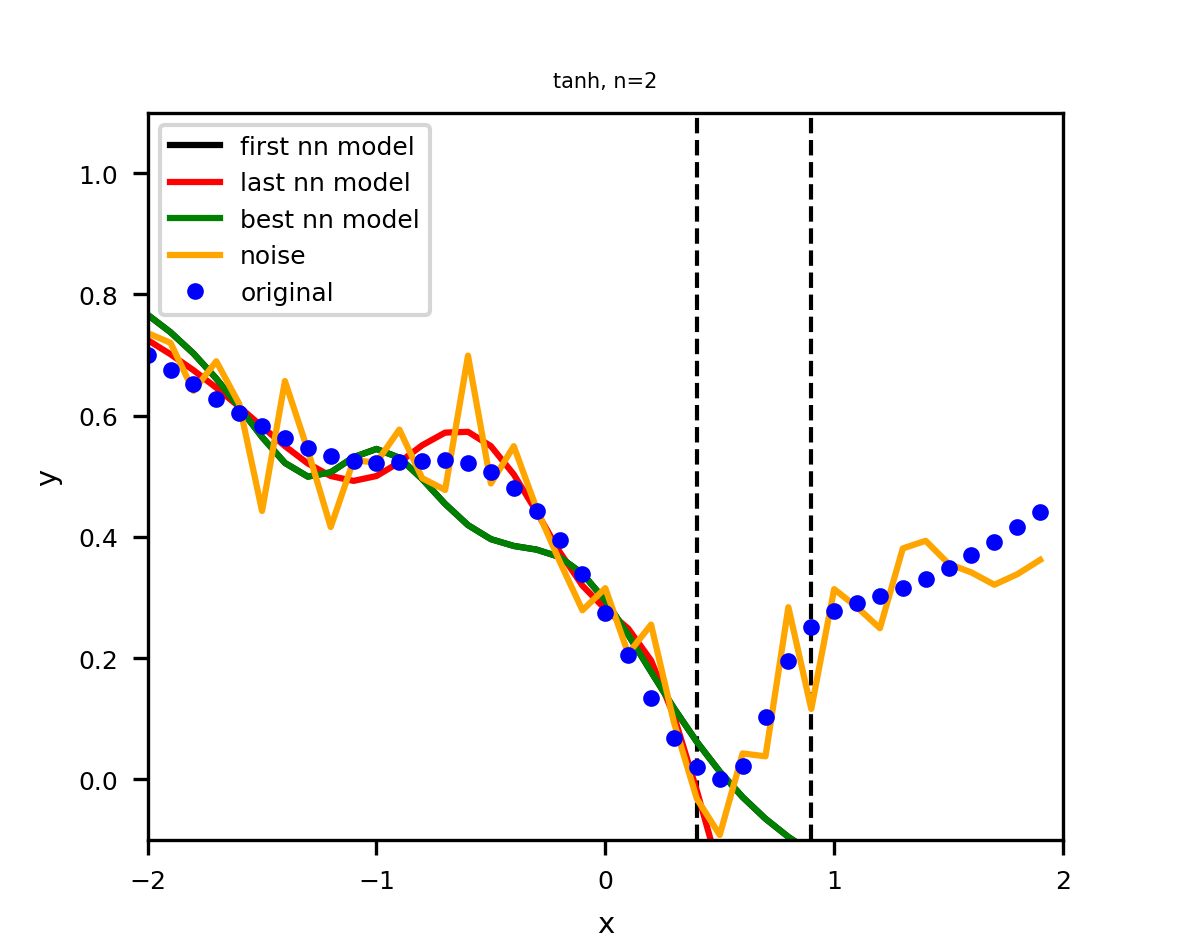 tanh, n=2
first nn model
last nn model
best nn model
noise
original
1.0
0.8
0.6
0.4
0.2
0.0
y
−2
−1
0
1
2
x